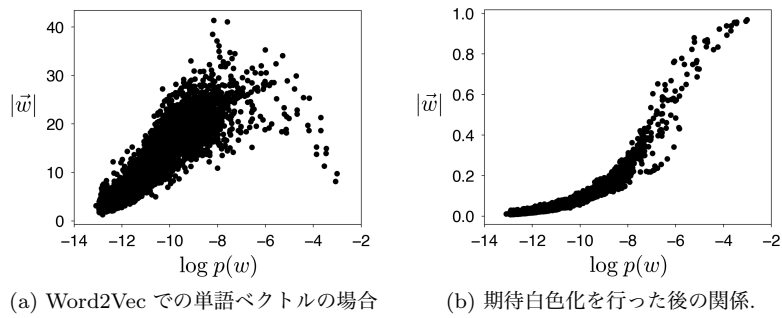 40
30
|w⃗|
20
10
0
−14 −12 −10 −8 −6 −4 −2
log p(w)
(a) Word2Vec での単語ベクトルの場合
1.0
0.8
0.6
|w⃗|
0.4
0.2
0.0
−14 −12 −10 −8 −6 −4 −2
log p(w)
(b) 期待白色化を行った後の関係.